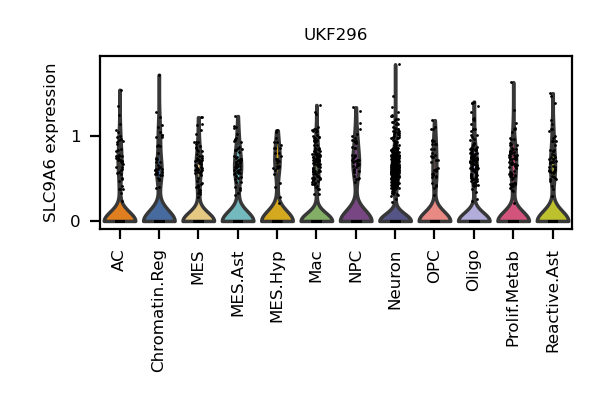 UKF296
SLC9A6 expression
1
0
AC
Chromatin.Reg
MES
MES.Ast
MES.Hyp
Mac
NPC
Neuron
OPC
Oligo
Prolif.Metab
Reactive.Ast